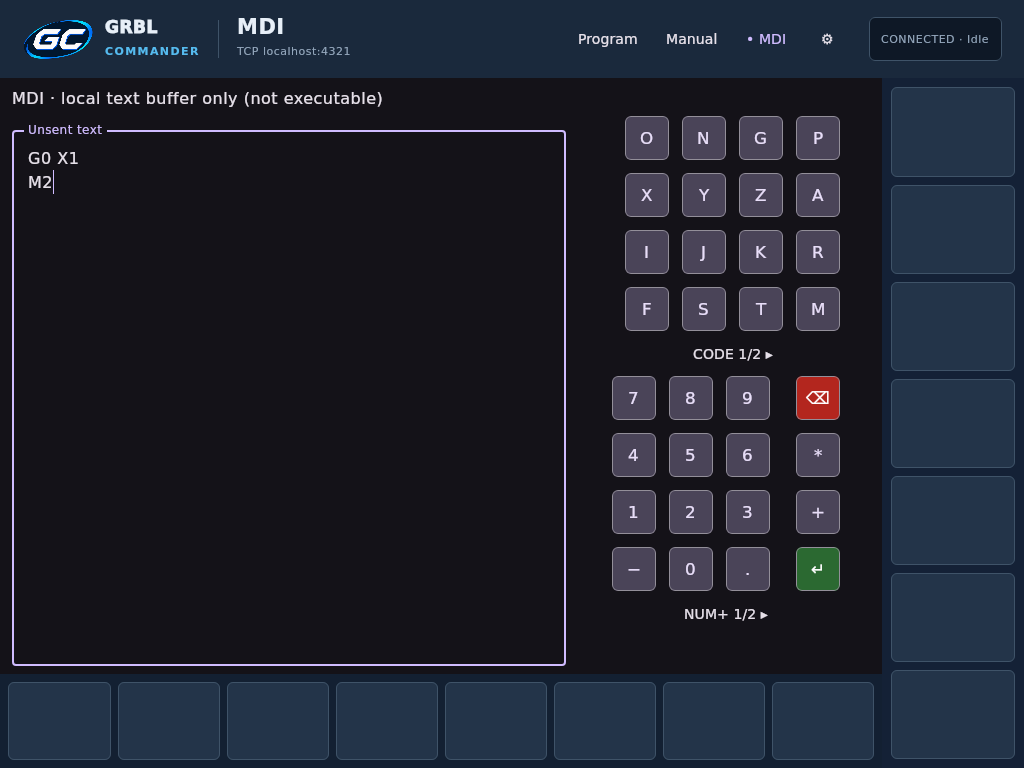 GC
GRBL
COMMANDER
MDI
TCP localhost:4321
Program
Manual
• MDI
⚙
CONNECTED · Idle
MDI · local text buffer only (not executable)
Unsent text
G0 X1
M2
O N G P
X Y Z A
I J K R
F S T M
CODE 1/2 ▸
7 8 9 ⌫
4 5 6 *
1 2 3 +
− 0 . ↵
NUM+ 1/2 ▸